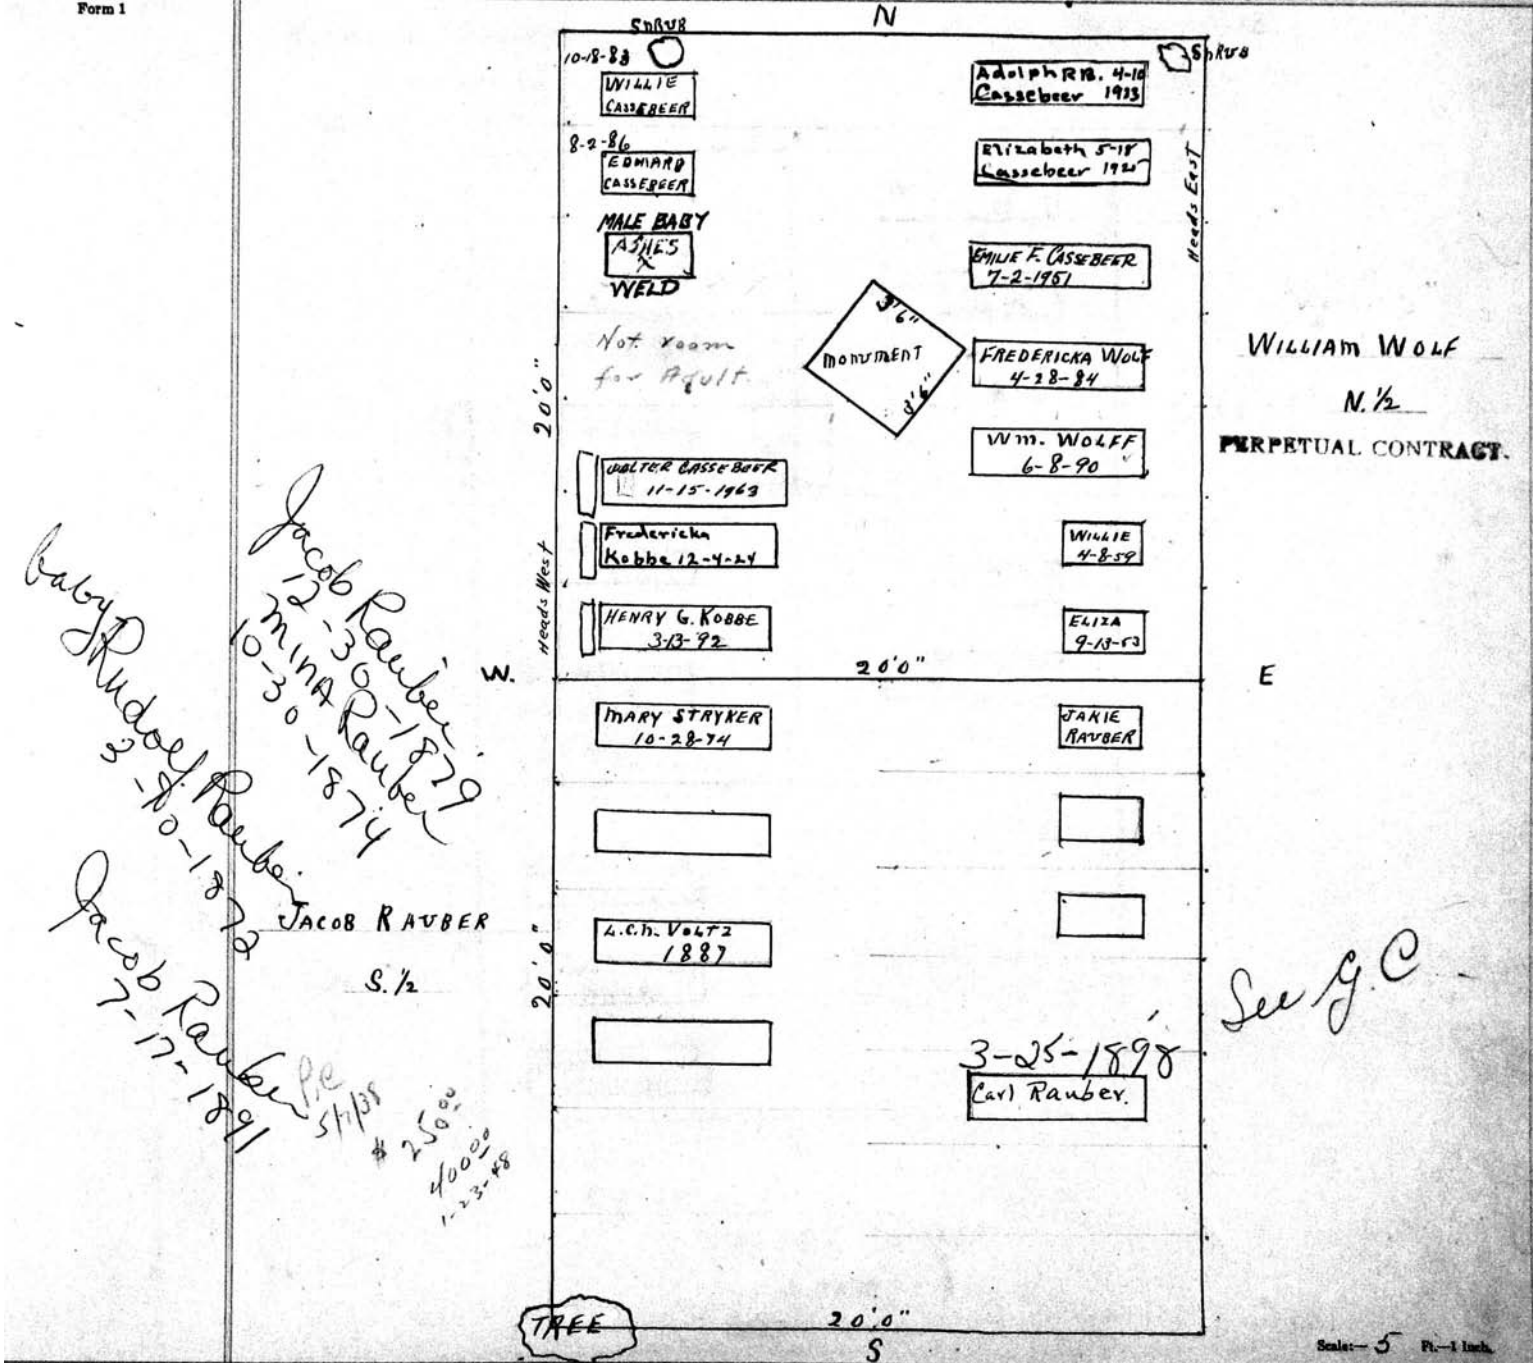 Form 1
N
ShRUB
ShRUB
10-18-83
WILLIE
CASSEBEER
Adolph RB. 4-10
Cassebeer 1933
8-2-86
EDWARD
CASSEBEER
Elizabeth 5-18
Cassebeer
Heads East
MALE BABY
ASHES
X
WELD
EMILIE F. CASSEBEER
7-2-1951
3'6"
MONUMENT
3'6"
Not room
for Adult.
FREDERICKA WOLF
4-28-84
WILLIAM WOLF
N. 1/2
PERPETUAL CONTRACT.
20'0"
Wm. WOLFF
6-8-90
WALTER CASSEBEER
11-15-1963
Fredericka
Kobbe 12-4-24
WILLIE
4-8-59
Heads West
HENRY G. KOBBE
3-13-92
ELIZA
9-13-53
W.
20'0"
E
Jacob Rauber
12-30-1879
MINA Rauber
10-30-1874
baby Rudolf Rauber
1872
Jacob Rauber
7-17-1891
MARY STRYKER
10-28-74
JAKIE
RAUBER
JACOB RAUBER
S. 1/2
L.C.h. VOLTZ
1887
20'0"
See G.C
3-25-1898
Carl Rauber.
P.C
5/1/38
$ 250.00
400.00
1-23-48
TREE
20'0"
S
Scale:— 5 Ft.—1 Inch.